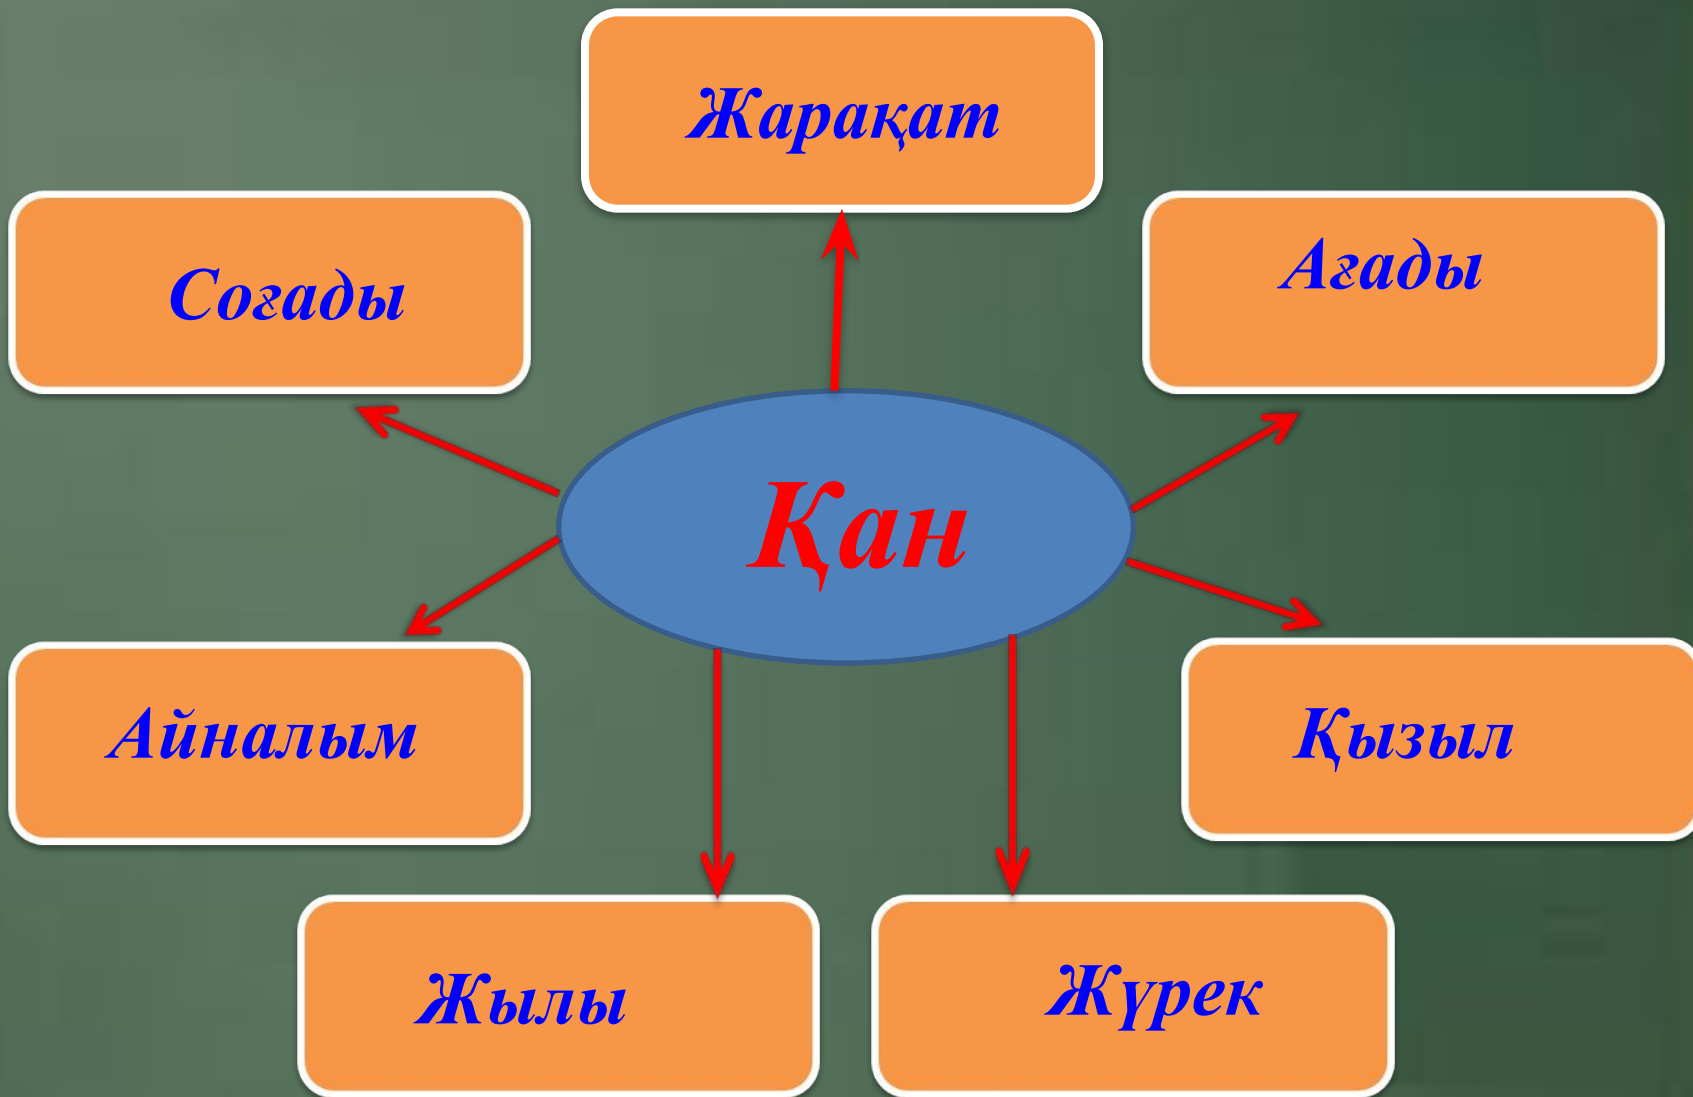 Жарақат
Соғады
Ағады
Қан
Айналым
Қызыл
Жылы
Жүрек